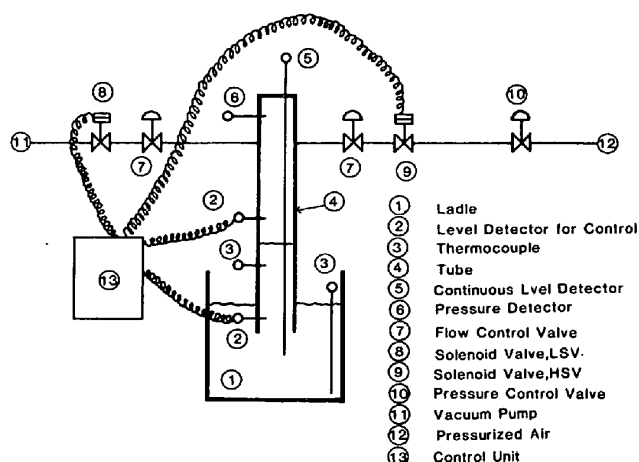 5
8
6
10
11
7
7
9
12
2
4
3
3
13
2
1
1 Ladle
2 Level Detector for Control
3 Thermocouple
4 Tube
5 Continuous Lvel Detector
6 Pressure Detector
7 Flow Control Valve
8 Solenoid Valve,LSV.
9 Solenoid Valve,HSV
10 Pressure Control Valve
11 Vacuum Pump
12 Pressurized Air
13 Control Unit